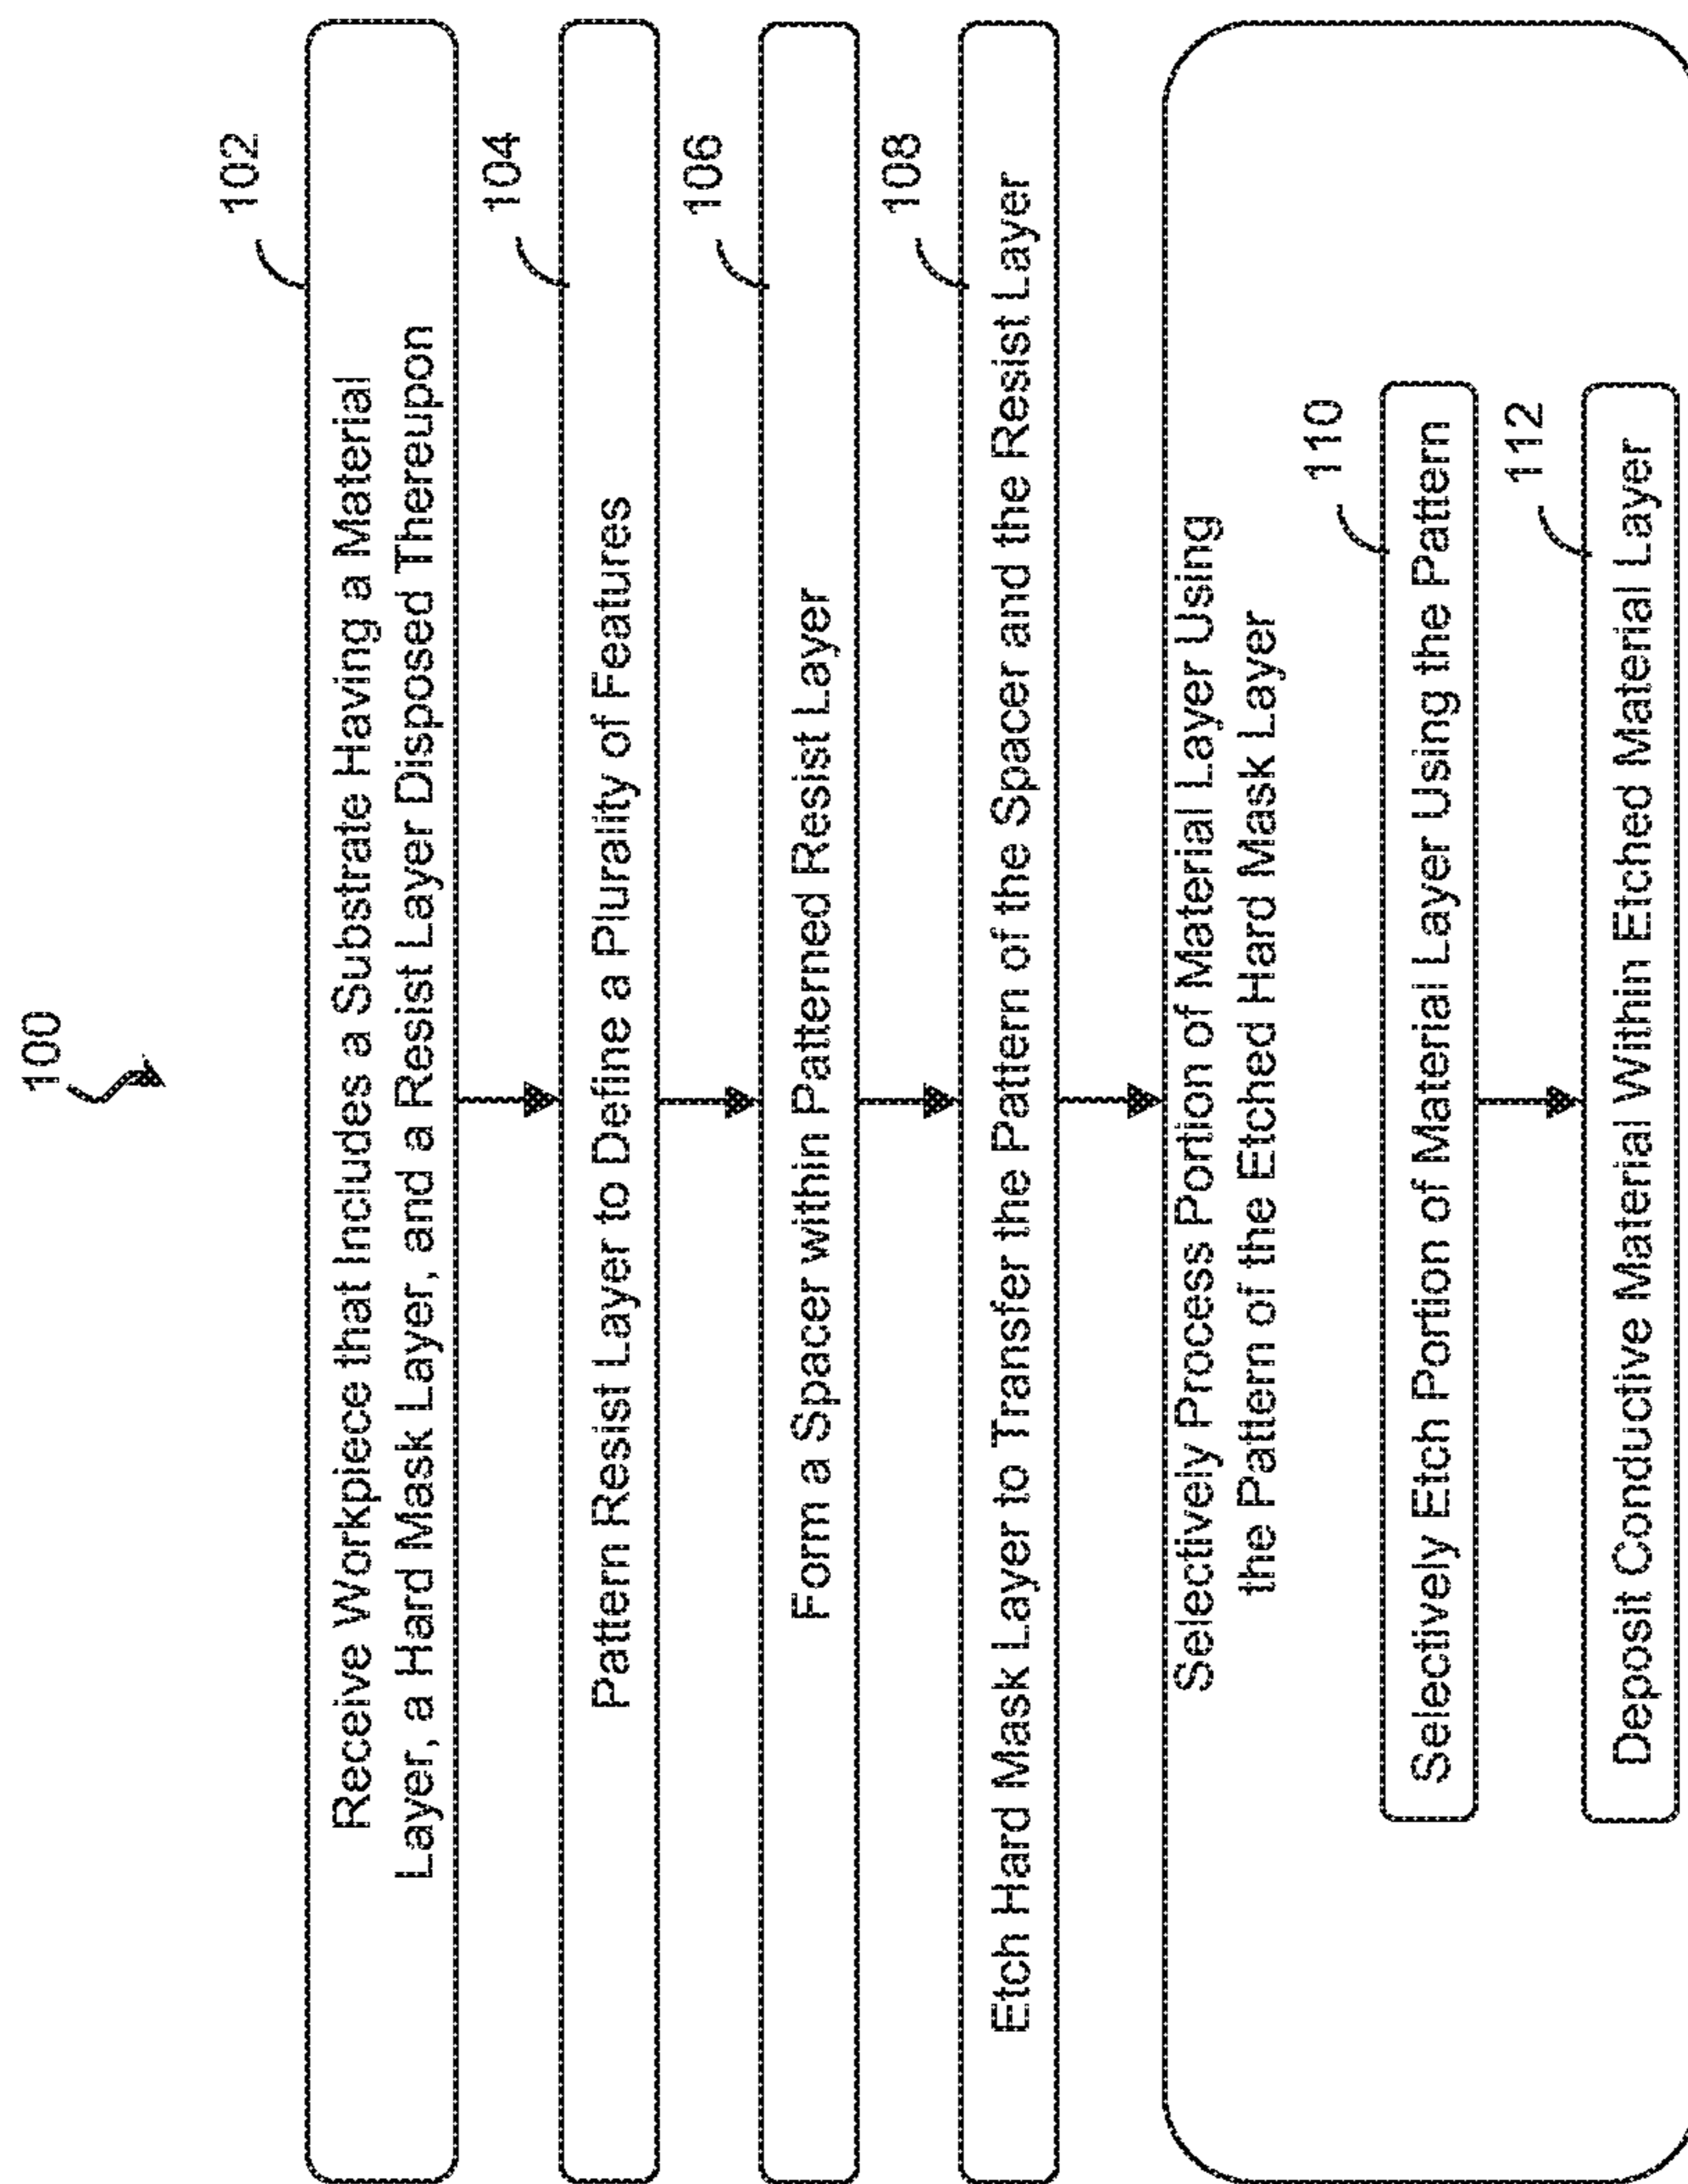 100
102
Receive Workpiece that Includes a Substrate Having a Material
Layer, a Hard Mask Layer, and a Resist Layer Disposed Thereupon
104
Pattern Resist Layer to Define a Plurality of Features
106
Form a Spacer within Patterned Resist Layer
108
Etch Hard Mask Layer to Transfer the Pattern of the Spacer and the Resist Layer
Selectively Process Portion of Material Layer Using
the Pattern of the Etched Hard Mask Layer
110
Selectively Etch Portion of Material Layer Using the Pattern
112
Deposit Conductive Material Within Etched Material Layer